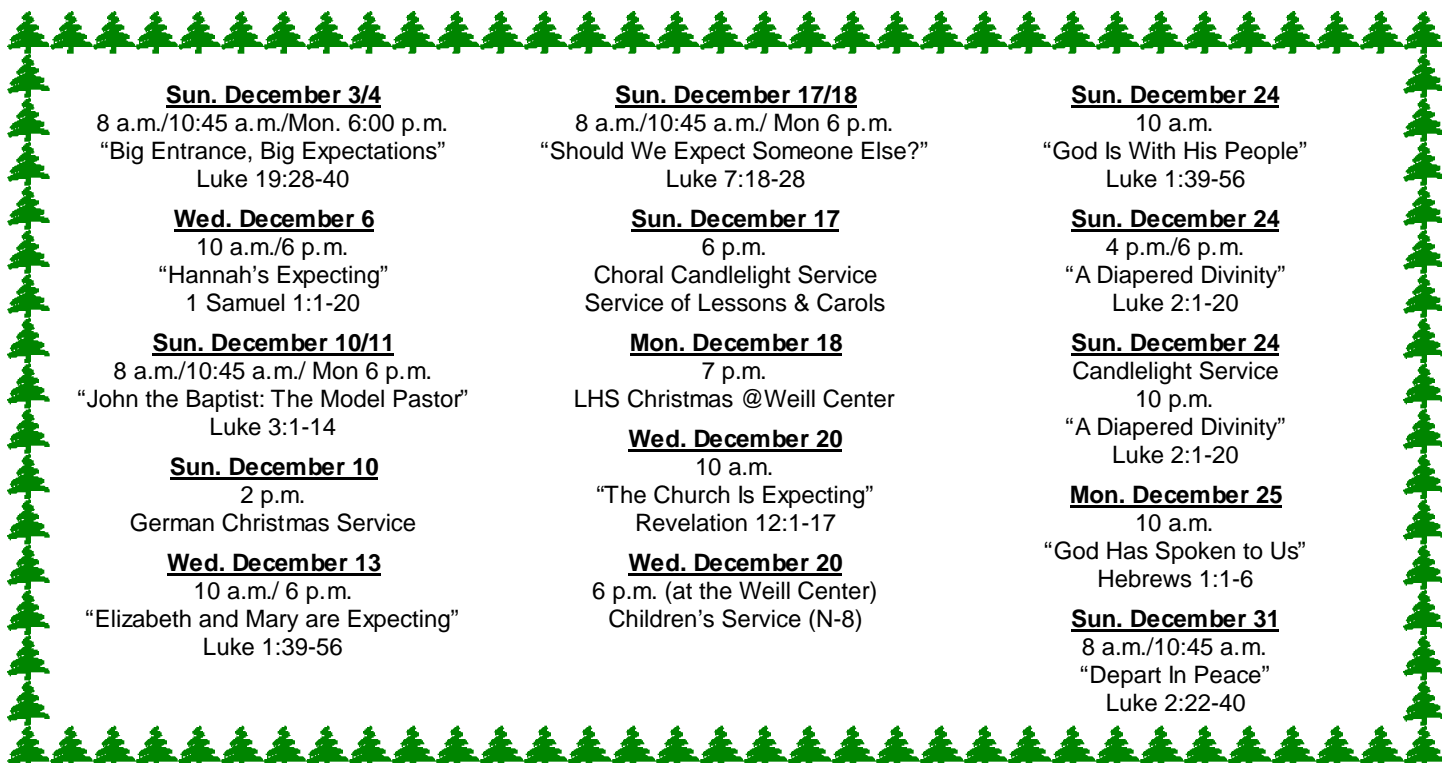 Sun. December 3/4
8 a.m./10:45 a.m./Mon. 6:00 p.m.
“Big Entrance, Big Expectations”
Luke 19:28-40
Wed. December 6
10 a.m./6 p.m.
“Hannah’s Expecting”
1 Samuel 1:1-20
Sun. December 10/11
8 a.m./10:45 a.m./ Mon 6 p.m.
“John the Baptist: The Model Pastor”
Luke 3:1-14
Sun. December 10
2 p.m.
German Christmas Service
Wed. December 13
10 a.m./ 6 p.m.
“Elizabeth and Mary are Expecting”
Luke 1:39-56
Sun. December 17/18
8 a.m./10:45 a.m./ Mon 6 p.m.
“Should We Expect Someone Else?”
Luke 7:18-28
Sun. December 17
6 p.m.
Choral Candlelight Service
Service of Lessons & Carols
Mon. December 18
7 p.m.
LHS Christmas @Weill Center
Wed. December 20
10 a.m.
“The Church Is Expecting”
Revelation 12:1-17
Wed. December 20
6 p.m. (at the Weill Center)
Children’s Service (N-8)
Sun. December 24
10 a.m.
“God Is With His People”
Luke 1:39-56
Sun. December 24
4 p.m./6 p.m.
“A Diapered Divinity”
Luke 2:1-20
Sun. December 24
Candlelight Service
10 p.m.
“A Diapered Divinity”
Luke 2:1-20
Mon. December 25
10 a.m.
“God Has Spoken to Us”
Hebrews 1:1-6
Sun. December 31
8 a.m./10:45 a.m.
“Depart In Peace”
Luke 2:22-40